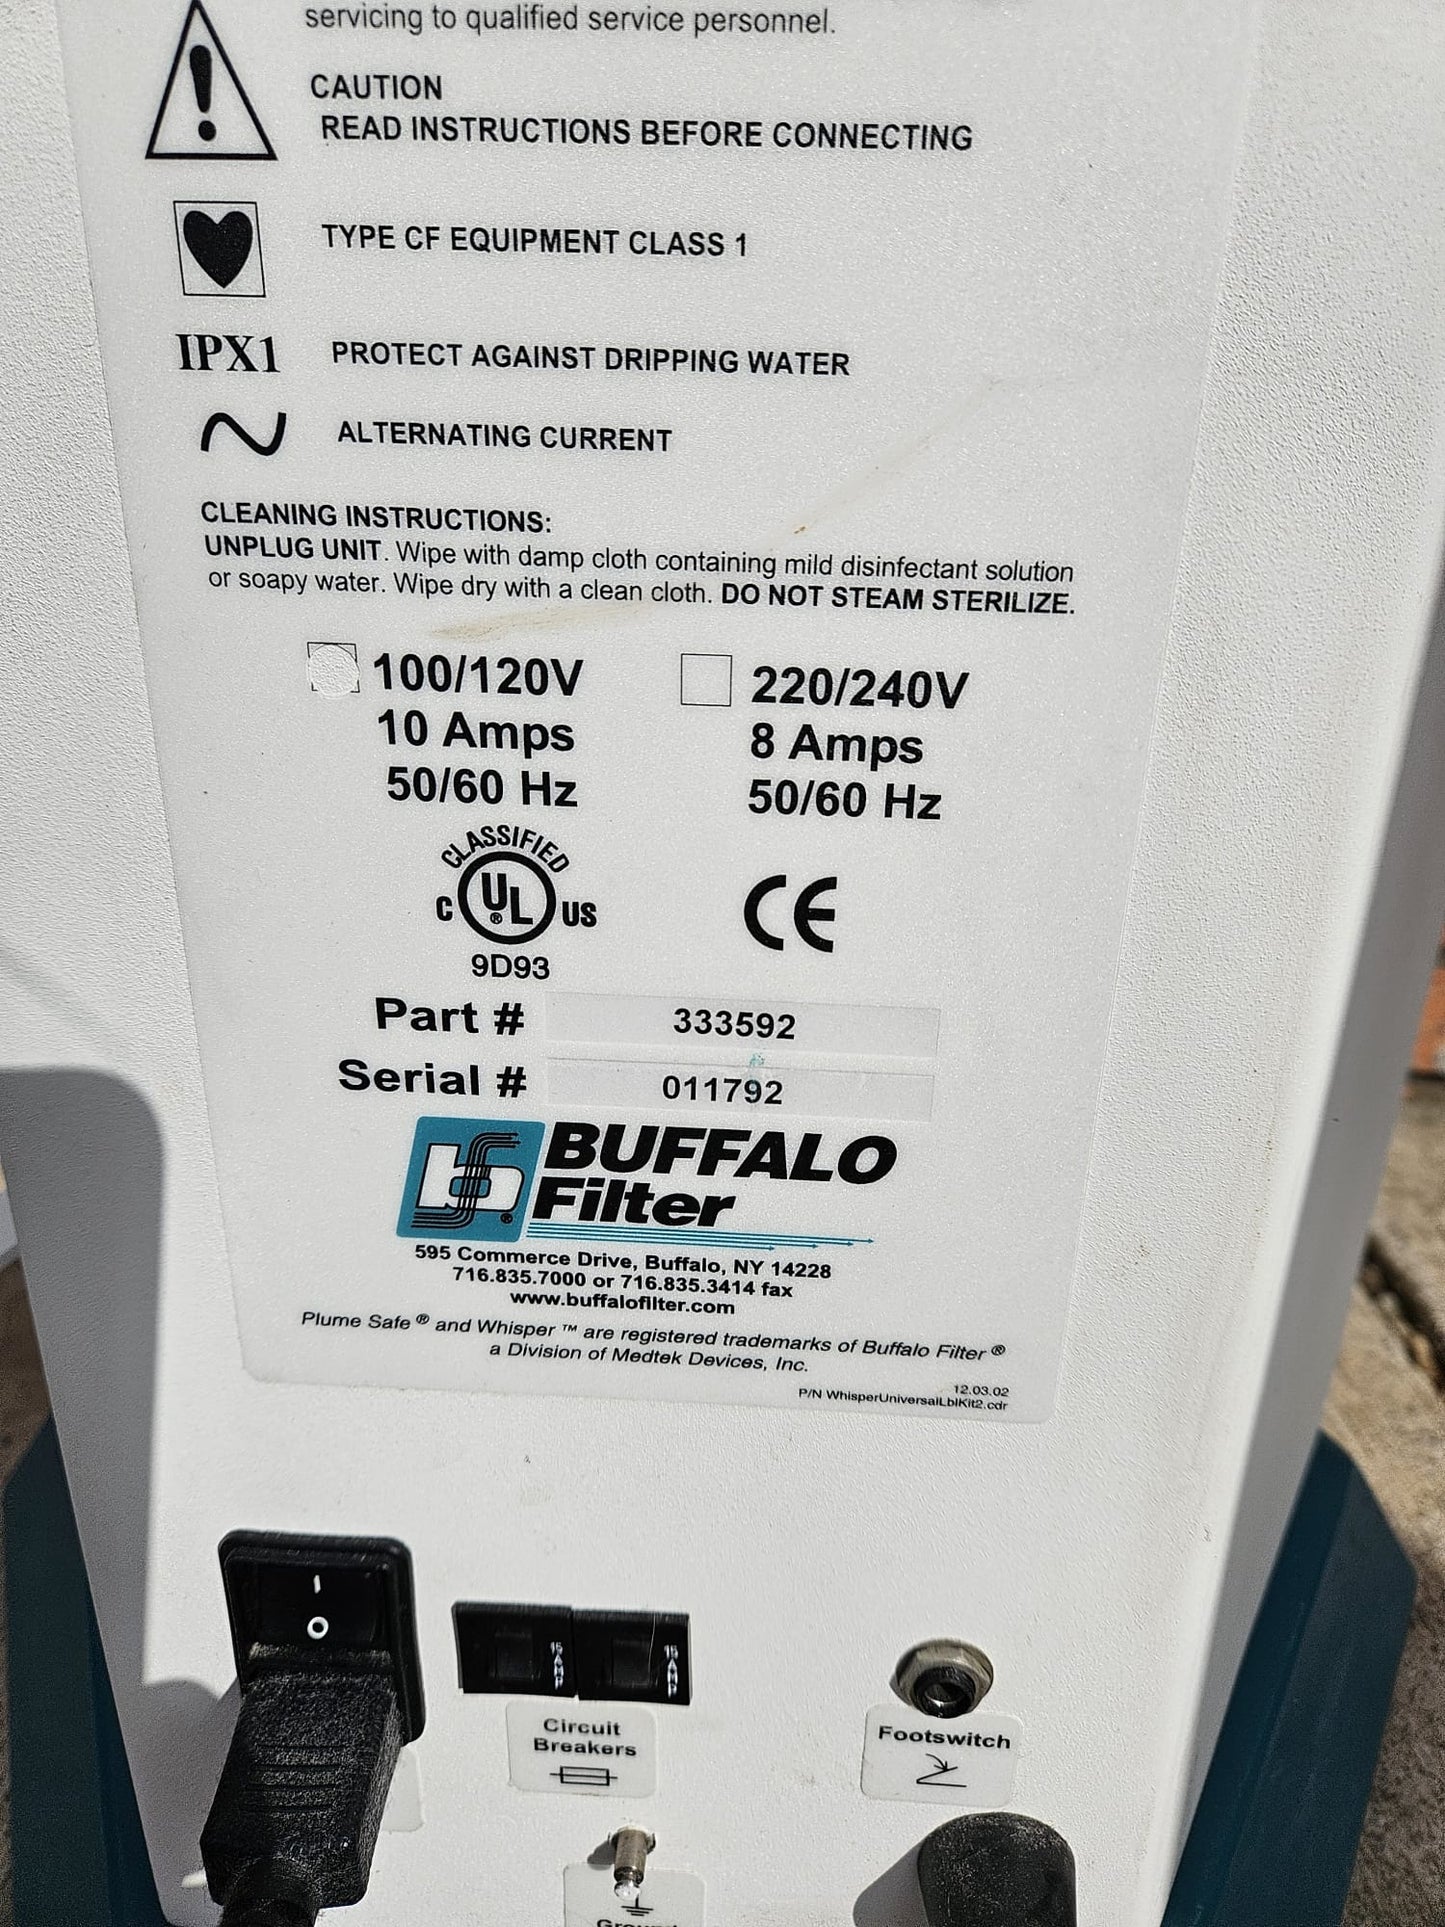 servicing to qualified service personnel.
CAUTION
READ INSTRUCTIONS BEFORE CONNECTING
TYPE CF EQUIPMENT CLASS 1
IPX1 PROTECT AGAINST DRIPPING WATER
ALTERNATING CURRENT
CLEANING INSTRUCTIONS:
UNPLUG UNIT. Wipe with damp cloth containing mild disinfectant solution
or soapy water. Wipe dry with a clean cloth. DO NOT STEAM STERILIZE.
100/120V
10 Amps
50/60 Hz
220/240V
8 Amps
50/60 Hz
CLASSIFIED
C UL ® US
9D93
CE
Part # 333592
Serial # 011792
bf ® BUFFALO
Filter
595 Commerce Drive, Buffalo, NY 14228
716.835.7000 or 716.835.3414 fax
www.buffalofilter.com
Plume Safe ® and Whisper ™ are registered trademarks of Buffalo Filter ®
a Division of Medtek Devices, Inc.
12.03.02
P/N WhisperUniversalLblKit2.cdr
I
O
15 AMP
15 AMP
Circuit
Breakers
Footswitch